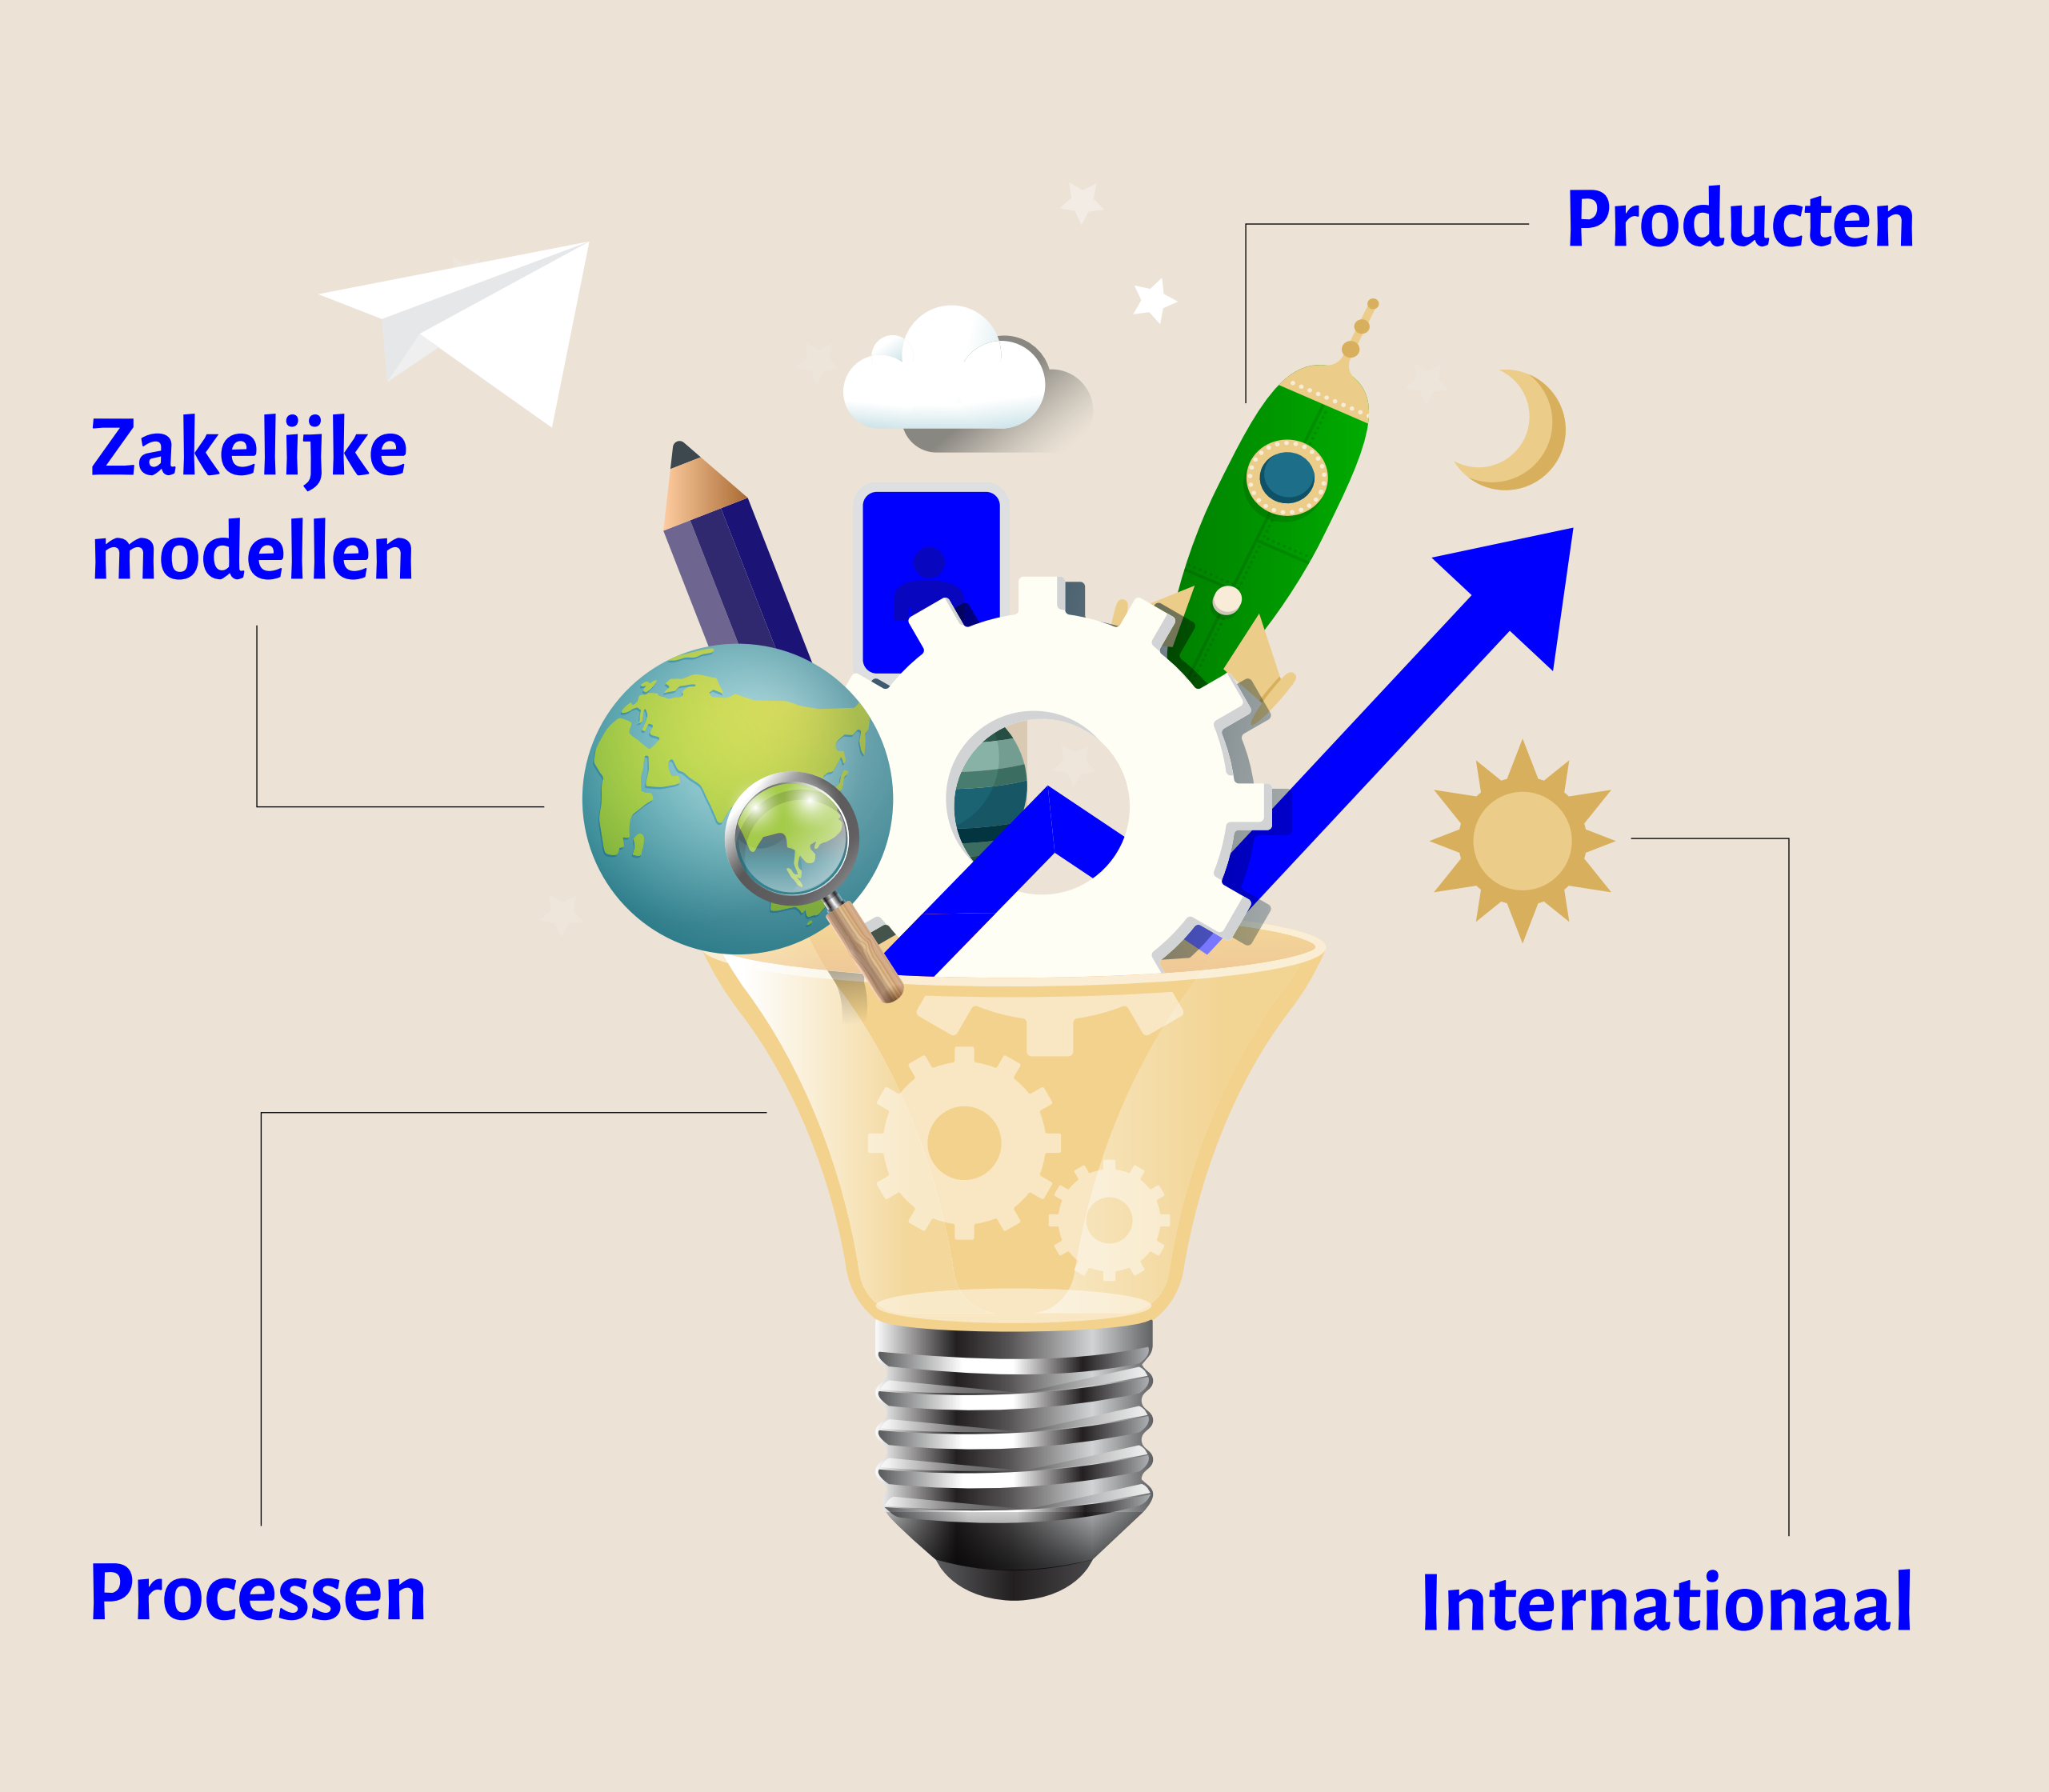 Producten
Zakelijke
modellen
Processen
Internationaal